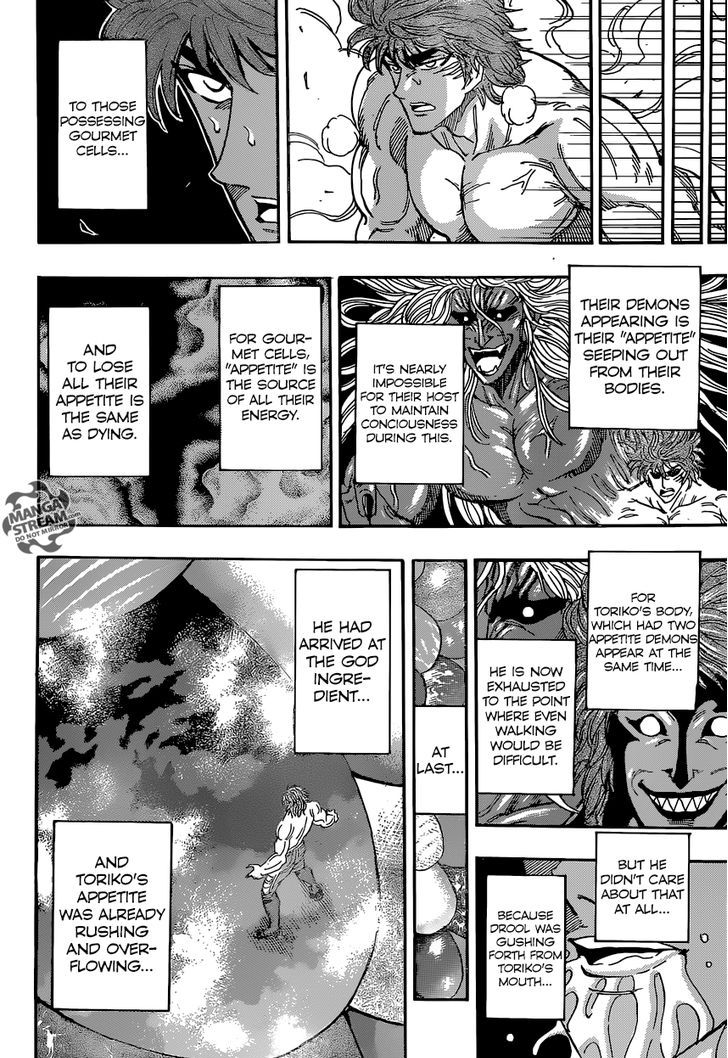 TO THOSE
POSSESSING
GOURMET
CELLS...
THEIR DEMONS
APPEARING IS
THEIR "APPETITE"
SEEPING OUT
FROM THEIR
BODIES.
IT'S NEARLY
IMPOSSIBLE
FOR THEIR HOST
TO MAINTAIN
CONCIOUSNESS
DURING THIS.
FOR GOUR-
MET CELLS,
"APPETITE" IS
THE SOURCE
OF ALL THEIR
ENERGY.
AND
TO LOSE
ALL THEIR
APPETITE IS
THE SAME
AS DYING.
MANGA
STREAM.COM
DO NOT MIRROR
FOR
TORIKO'S BODY,
WHICH HAD TWO
APPETITE DEMONS
APPEAR AT THE
SAME TIME...
HE IS NOW
EXHAUSTED
TO THE POINT
WHERE EVEN
WALKING
WOULD BE
DIFFICULT.
BUT HE
DIDN'T CARE
ABOUT THAT
AT ALL...
BECAUSE
DROOL WAS
GUSHING
FORTH FROM
TORIKO'S
MOUTH...
AT
LAST...
HE HAD
ARRIVED AT
THE GOD
INGRE-
DIENT...
AND
TORIKO'S
APPETITE
WAS ALREADY
RUSHING
AND OVER-
FLOWING...